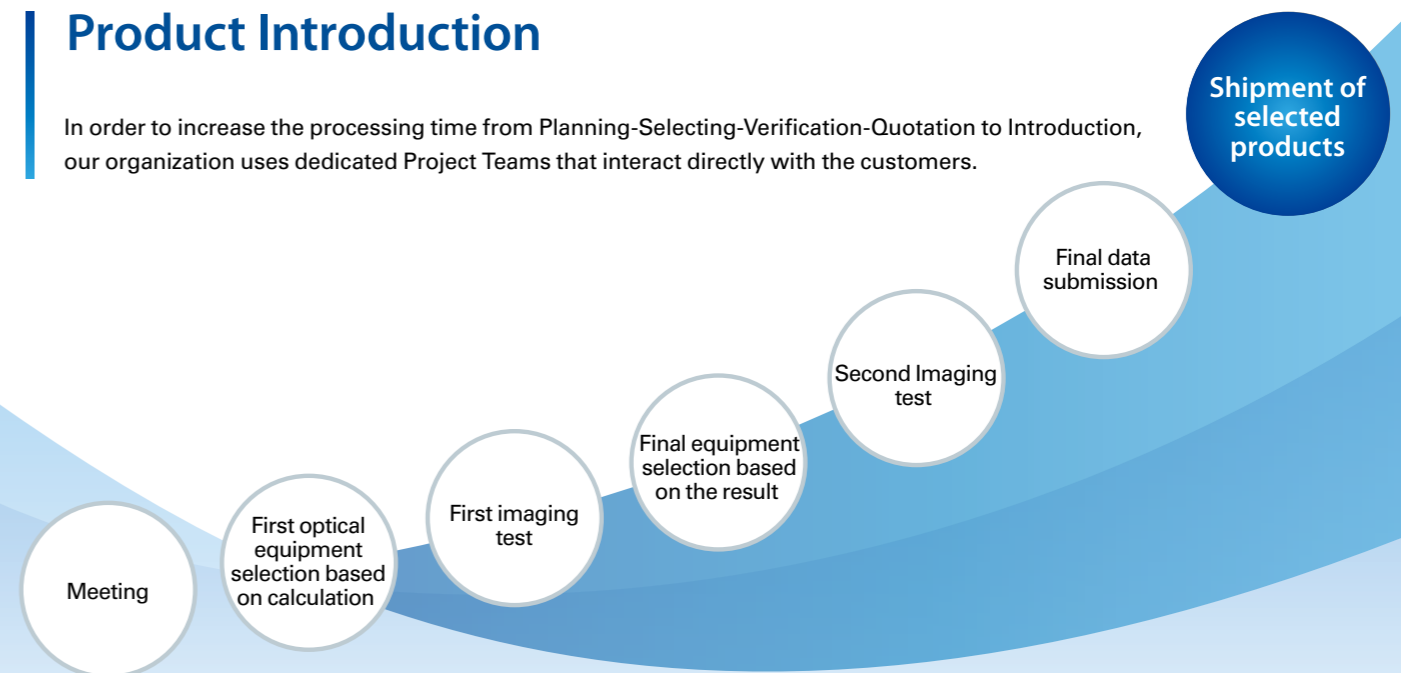 Product Introduction
In order to increase the processing time from Planning-Selecting-Verification-Quotation to Introduction,
our organization uses dedicated Project Teams that interact directly with the customers.
Meeting
First optical
equipment
selection based
on calculation
First imaging
test
Final equipment
selection based
on the result
Second Imaging
test
Final data
submission
Shipment of
selected
products